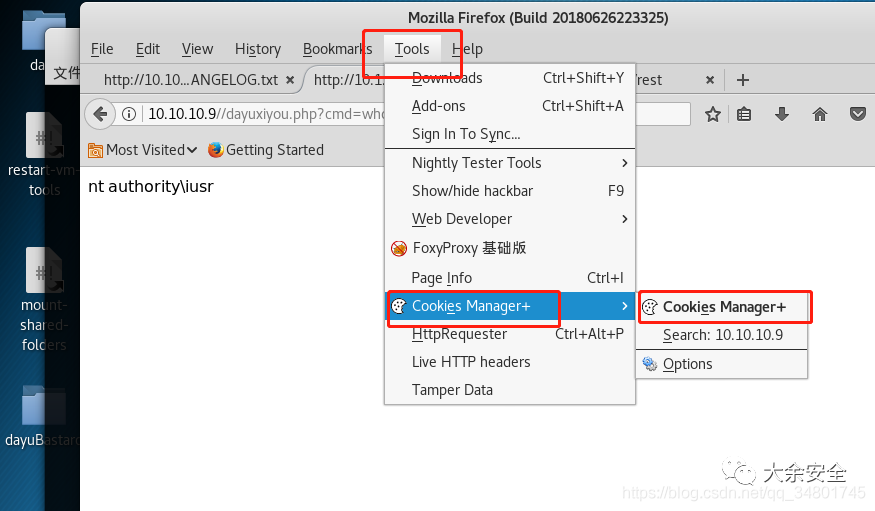 Mozilla Firefox (Build 20180626223325)
File Edit View History Bookmarks Tools Help
文件
http://10.10...ANGELOG.txt × http://10.1 rest × +
10.10.10.9//dayuxiyou.php?cmd=who
Most Visited Getting Started
nt authority\iusr
Downloads Ctrl+Shift+Y
Add-ons Ctrl+Shift+A
Sign In To Sync...
Nightly Tester Tools
Show/hide hackbar F9
Web Developer
FoxyProxy 基础版
Page Info Ctrl+I
Cookies Manager+
HttpRequester Ctrl+Alt+P
Live HTTP headers
Tamper Data
Cookies Manager+
Search: 10.10.10.9
Options
da
#!
restart-vm-
tools
#!
mount-
shared-
folders
dayuBastard
大余安全
https://blog.csdn.net/qq_34801745